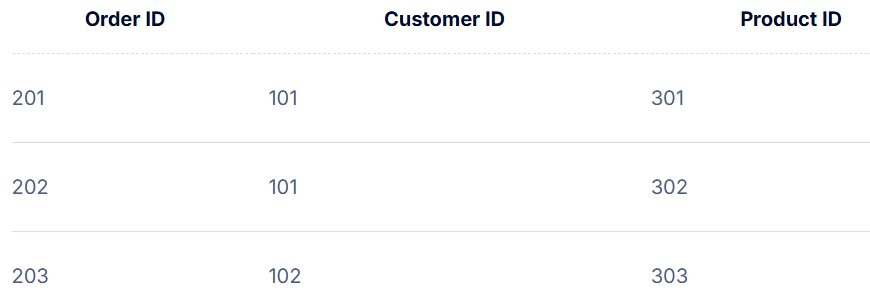 Order ID Customer ID Product ID
201 101 301
202 101 302
203 102 303